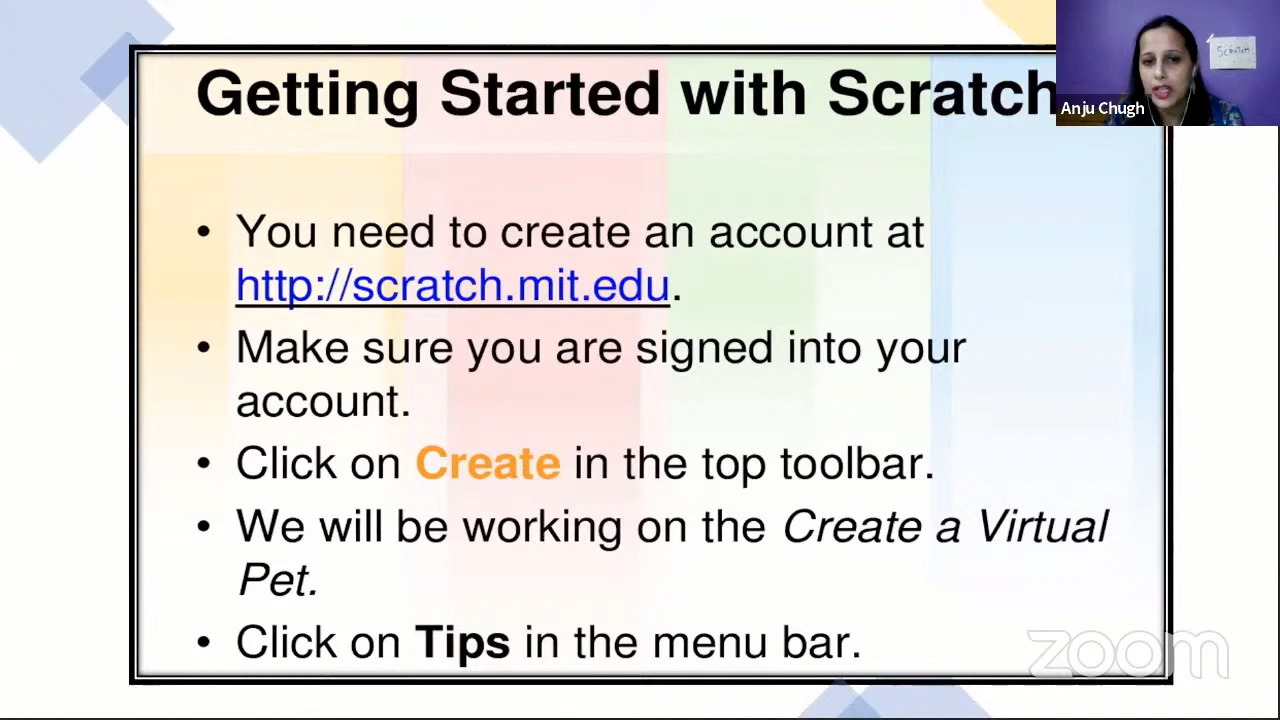 Getting Started with Scratch
SCRATCH
Anju Chugh
• You need to create an account at
http://scratch.mit.edu.
• Make sure you are signed into your
account.
• Click on Create in the top toolbar.
• We will be working on the Create a Virtual
Pet.
• Click on Tips in the menu bar.
zoom